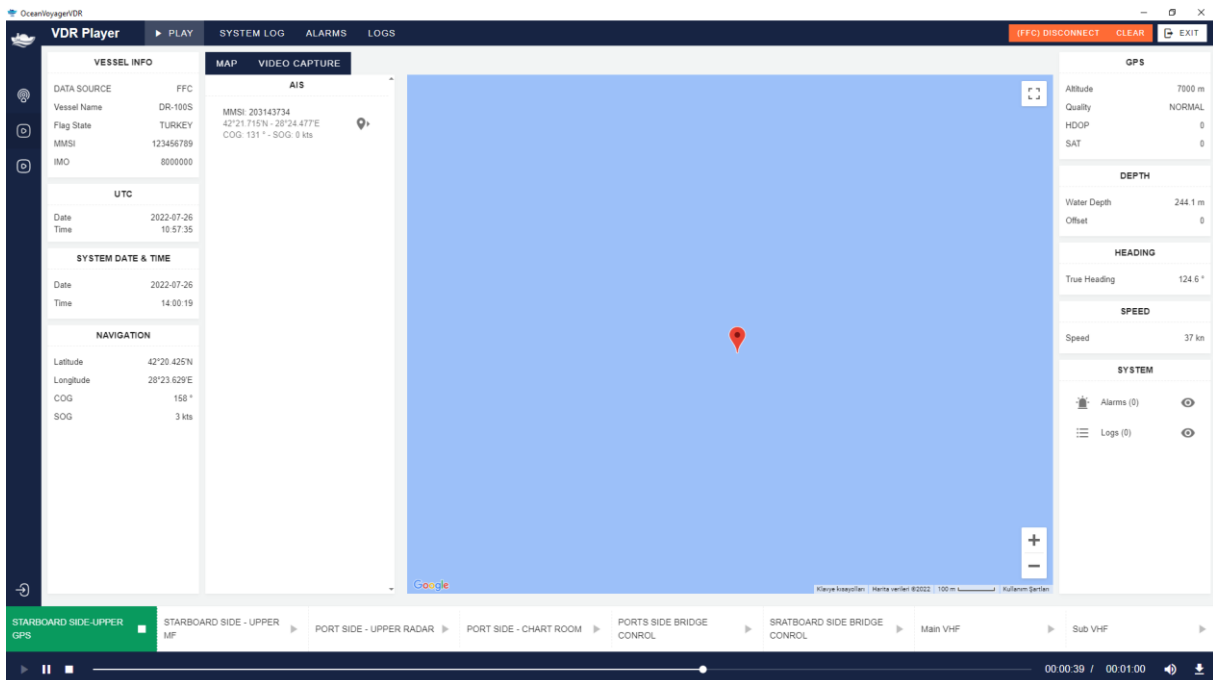 OceanVoyagerVDR
VDR Player
PLAY
SYSTEM LOG
ALARMS
LOGS
(FFC) DISCONNECT
CLEAR
EXIT
VESSEL INFO
DATA SOURCE FFC
Vessel Name DR-100S
Flag State TURKEY
MMSI 123456789
IMO 8000000
UTC
Date 2022-07-26
Time 10:57:35
SYSTEM DATE & TIME
Date 2022-07-26
Time 14:00:19
NAVIGATION
Latitude 42°20.425'N
Longitude 28°23.629'E
COG 158 °
SOG 3 kts
MAP VIDEO CAPTURE
AIS
MMSI: 203143734
42°21.715'N - 28°24.477'E
COG: 131 ° - SOG: 0 kts
Google
Klavye kısayolları Harita verileri ©2022 100 m Kullanım Şartları
GPS
Altitude 7000 m
Quality NORMAL
HDOP 0
SAT 0
DEPTH
Water Depth 244.1 m
Offset 0
HEADING
True Heading 124.6 °
SPEED
Speed 37 kn
SYSTEM
Alarms (0)
Logs (0)
STARBOARD SIDE-UPPER
GPS
STARBOARD SIDE - UPPER
MF
PORT SIDE - UPPER RADAR
PORT SIDE - CHART ROOM
PORTS SIDE BRIDGE
CONROL
SRATBOARD SIDE BRIDGE
CONROL
Main VHF
Sub VHF
00:00:39 / 00:01:00